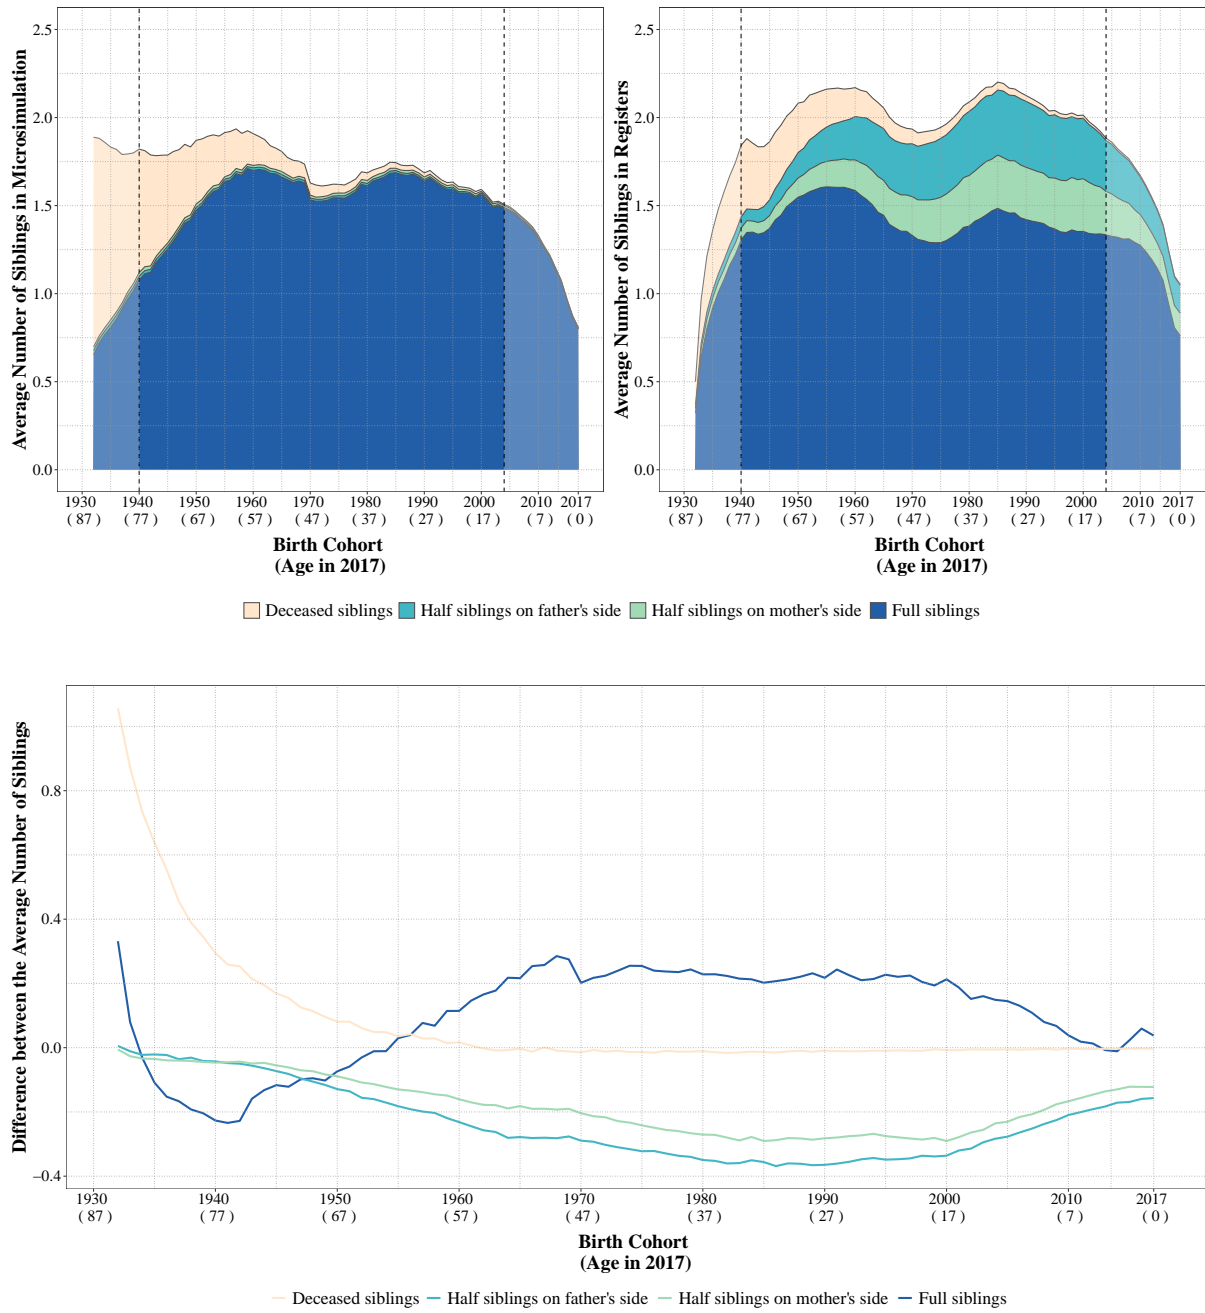 Average Number of Siblings in Microsimulation
2.5
2.0
1.5
1.0
0.5
0.0
1930 1940 1950 1960 1970 1980 1990 2000 2010 2017
( 87 ) ( 77 ) ( 67 ) ( 57 ) ( 47 ) ( 37 ) ( 27 ) ( 17 ) ( 7 ) ( 0 )
Birth Cohort
(Age in 2017)
Average Number of Siblings in Registers
2.5
2.0
1.5
1.0
0.5
0.0
1930 1940 1950 1960 1970 1980 1990 2000 2010 2017
( 87 ) ( 77 ) ( 67 ) ( 57 ) ( 47 ) ( 37 ) ( 27 ) ( 17 ) ( 7 ) ( 0 )
Birth Cohort
(Age in 2017)
Deceased siblings Half siblings on father's side Half siblings on mother's side Full siblings
Difference between the Average Number of Siblings
0.8
0.4
0.0
−0.4
1930 1940 1950 1960 1970 1980 1990 2000 2010 2017
( 87 ) ( 77 ) ( 67 ) ( 57 ) ( 47 ) ( 37 ) ( 27 ) ( 17 ) ( 7 ) ( 0 )
Birth Cohort
(Age in 2017)
Deceased siblings Half siblings on father's side Half siblings on mother's side Full siblings